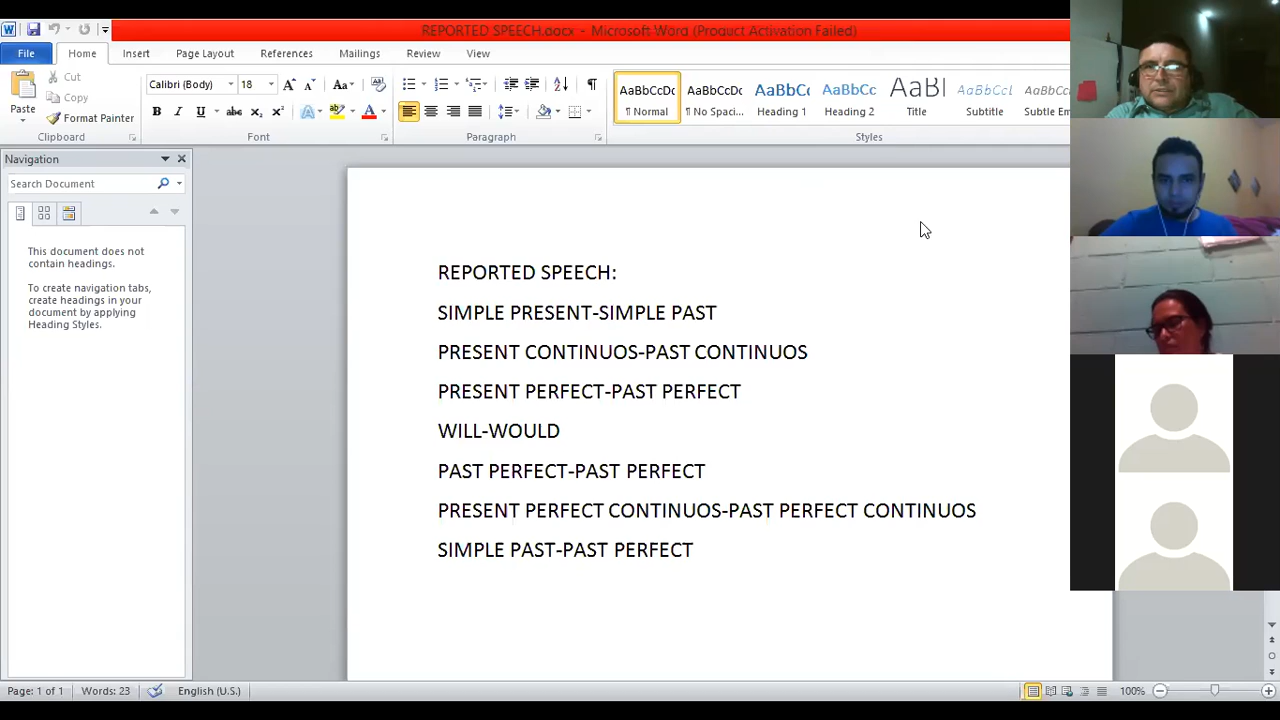 REPORTED SPEECH.docx - Microsoft Word (Product Activation Failed)
File Home Insert Page Layout References Mailings Review View
Paste
Cut
Copy
Format Painter
Clipboard
Calibri (Body) 18
Font
Paragraph
AaBbCcDc AaBbCcDc AaBbCc AaBbCc AaBl AaBbCcL AaBbCcDc
¶ Normal ¶ No Spaci... Heading 1 Heading 2 Title Subtitle Subtle Em
Styles
Navigation
Search Document
This document does not
contain headings.
To create navigation tabs,
create headings in your
document by applying
Heading Styles.
REPORTED SPEECH:
SIMPLE PRESENT-SIMPLE PAST
PRESENT CONTINUOS-PAST CONTINUOS
PRESENT PERFECT-PAST PERFECT
WILL-WOULD
PAST PERFECT-PAST PERFECT
PRESENT PERFECT CONTINUOS-PAST PERFECT CONTINUOS
SIMPLE PAST-PAST PERFECT
Page: 1 of 1 Words: 23 English (U.S.) 100%